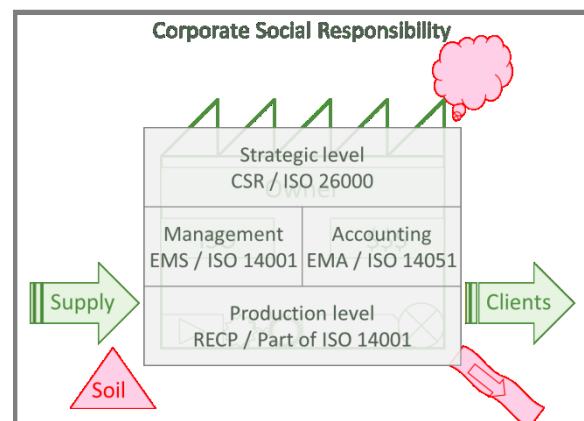 Corporate Social Responsibility
Strategic level
CSR / ISO 26000
Owner
Management
EMS / ISO 14001
Accounting
EMA / ISO 14051
ISO
$$$
Supply
Clients
Production level
RECP / Part of ISO 14001
Soil